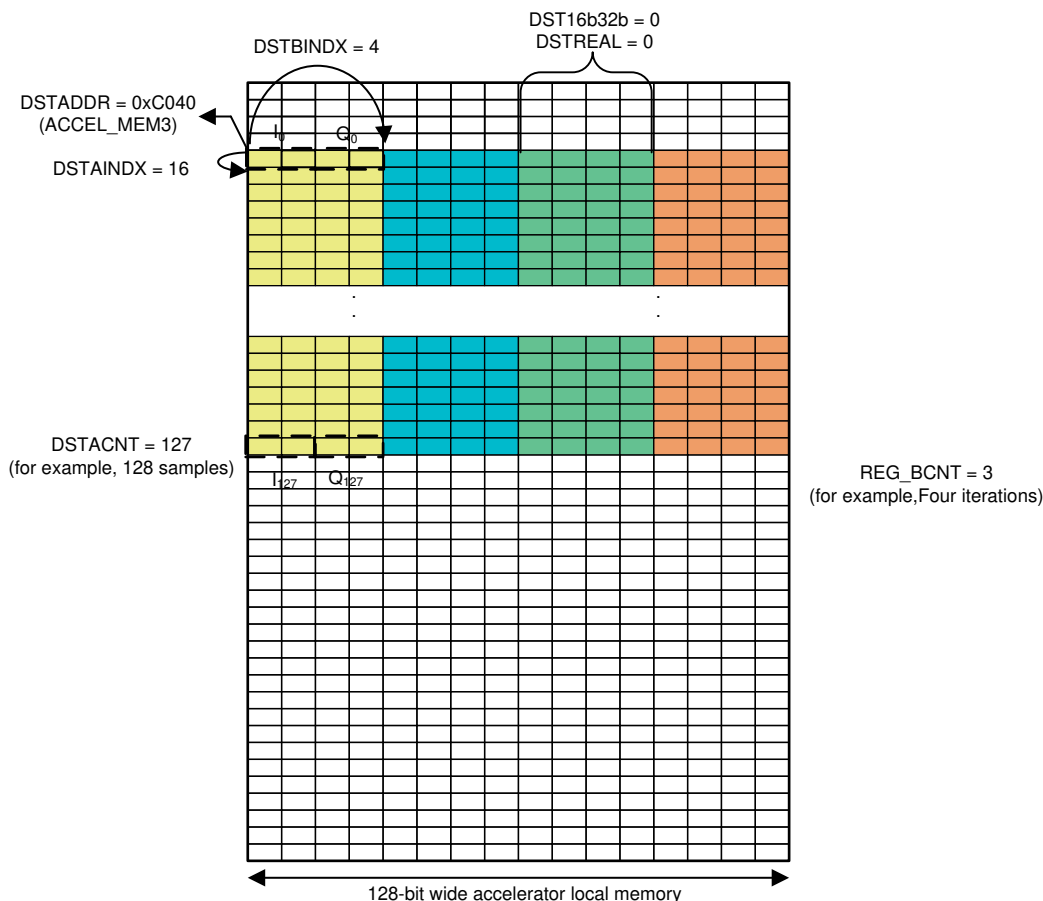 DST16b32b = 0
DSTREAL = 0
DSTBINDX = 4
DSTADDR = 0xC040
(ACCEL_MEM3)
I0 Q0
DSTAINDX = 16
.
.
.
.
DSTACNT = 127
(for example, 128 samples)
I127 Q127
REG_BCNT = 3
(for example,Four iterations)
128-bit wide accelerator local memory